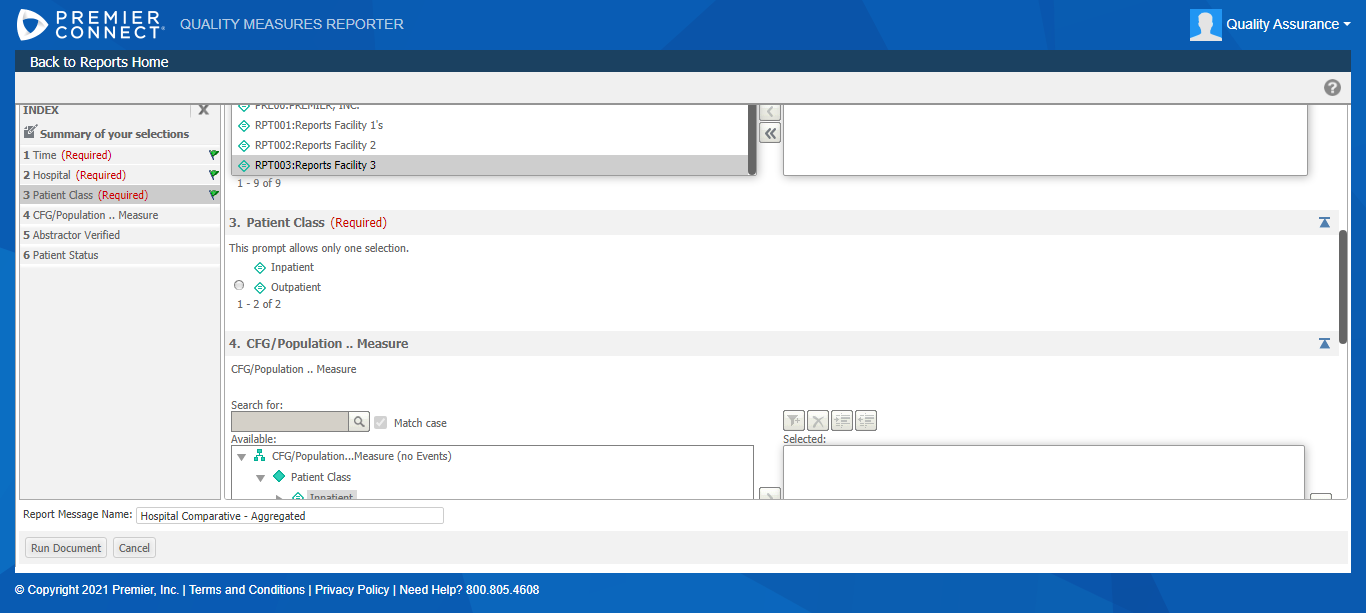 PREMIER
CONNECT
QUALITY MEASURES REPORTER
Quality Assurance
Back to Reports Home
INDEX
X
Summary of your selections
1 Time (Required)
2 Hospital (Required)
3 Patient Class (Required)
4 CFG/Population .. Measure
5 Abstractor Verified
6 Patient Status
PRE00:PREMIER, INC.
RPT001:Reports Facility 1's
RPT002:Reports Facility 2
RPT003:Reports Facility 3
1 - 9 of 9
3. Patient Class (Required)
This prompt allows only one selection.
Inpatient
Outpatient
1 - 2 of 2
4. CFG/Population .. Measure
CFG/Population .. Measure
Search for:
Match case
Available:
Selected:
CFG/Population...Measure (no Events)
Patient Class
Inpatient
Report Message Name: Hospital Comparative - Aggregated
Run Document Cancel
© Copyright 2021 Premier, Inc. | Terms and Conditions | Privacy Policy | Need Help? 800.805.4608